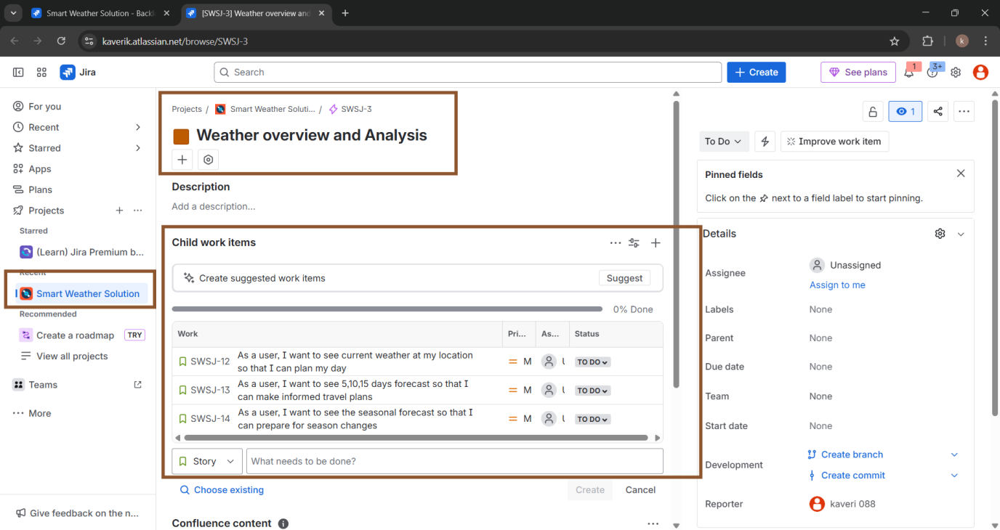 Smart Weather Solution - Back
[SWSJ-3] Weather overview and
kaverik.atlassian.net/browse/SWSJ-3
k
Jira
Search
Create
See plans
1
3+
For you
Recent
Starred
Apps
Plans
Projects
Starred
(Learn) Jira Premium b...
Recent
Smart Weather Solution
Recommended
Create a roadmap TRY
View all projects
Teams
More
Give feedback on the n...
Projects / Smart Weather Soluti... / SWSJ-3
Weather overview and Analysis
Description
Add a description...
Child work items
Create suggested work items
Suggest
0% Done
Work Pri... As... Status
SWSJ-12 As a user, I want to see current weather at my location
so that I can plan my day
M TO DO
SWSJ-13 As a user, I want to see 5,10,15 days forecast so that I
can make informed travel plans
M TO DO
SWSJ-14 As a user, I want to see the seasonal forecast so that I
can prepare for season changes
M TO DO
Story What needs to be done?
Choose existing
Create Cancel
Confluence content
1
To Do
Improve work item
Pinned fields
Click on the next to a field label to start pinning.
Details
Assignee Unassigned
Assign to me
Labels None
Parent None
Due date None
Team None
Start date None
Development
Create branch
Create commit
Reporter kaveri 088